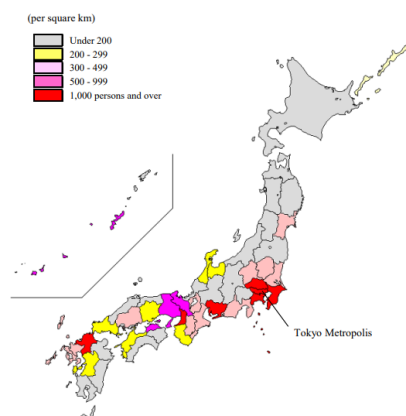 (per square km)
Under 200
200 - 299
300 - 499
500 - 999
1,000 persons and over
Tokyo Metropolis